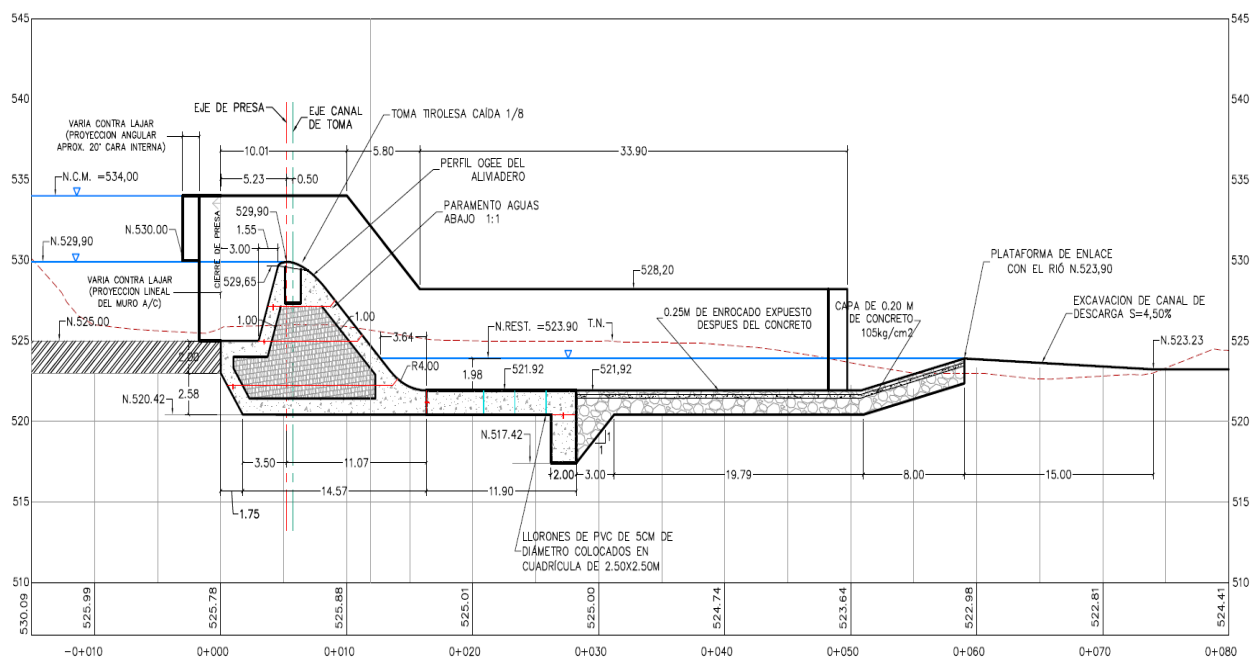 545
545
540
540
EJE DE PRESA
EJE CANAL
DE TOMA
TOMA TIROLESA CAÍDA 1/8
VARIA CONTRA LAJAR
(PROYECCION ANGULAR
APROX. 20° CARA INTERNA)
10.01
5.80
33.90
PERFIL OGEE DEL
ALIVIADERO
535
535
N.C.M. =534,00
5.23
0.50
PARAMENTO AGUAS
ABAJO 1:1
529,90
N.530.00
1.55
CIERRE DE PRESA
N.529,90
3.00
PLATAFORMA DE ENLACE
CON EL RIÓ N.523,90
530
530
VARIA CONTRA LAJAR
(PROYECCION LINEAL
DEL MURO A/C)
529,65
528,20
0.25M DE ENROCADO EXPUESTO
DESPUES DEL CONCRETO
CAPA DE 0.20 M
DE CONCRETO
105kg/cm2
EXCAVACION DE CANAL DE
DESCARGA S=4,50%
N.525.00
1.00
1.00
3.64
N.REST. =523.90
T.N.
N.523.23
525
525
2.00
R4.00
1.98
521.92
521,92
2.58
N.520.42
520
520
N.517.42
1
1
3.50
11.07
2.00
3.00
19.79
8.00
15.00
14.57
11.90
515
515
1.75
LLORONES DE PVC DE 5CM DE
DIÁMETRO COLOCADOS EN
CUADRÍCULA DE 2.50X2.50M
510
510
530.09
525.99
525.78
525.88
525.01
525.00
524.74
523.64
522.98
522.81
524.41
-0+010
0+000
0+010
0+020
0+030
0+040
0+050
0+060
0+070
0+080